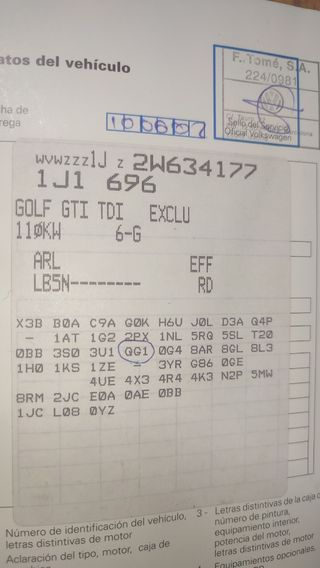 atos del vehículo
F. Tomé, S.A.
224/0981
Sello del Servicio
Oficial Volkswagen
ha de
rega
WVWZZZ1J Z 2W634177
1J1 696
GOLF GTI TDI EXCLU
110KW 6-G
ARL EFF
LB5N-------- RD
X3B B0A C9A G0K H6U J0L D3A Q4P
- 1AT 1G2 2PX 1NL 5RQ 5SL T20
0BB 3S0 3U1 QG1 0G4 8AR 8GL 8L3
1H0 1KS 1ZE - 3YR G86 0GE
4UE 4X3 4R4 4K3 N2P 5MW
8RM 2JC E0A 0AE 0BB
1JC L08 0YZ
Número de identificación del vehículo,
letras distintivas de motor
Aclaración del tipo, motor, caja de
3 - Letras distintivas de la caja d
número de pintura,
equipamiento interior,
potencia del motor,
letras distintivas de motor
Equipamientos opcionales.